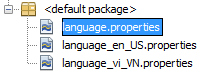 <default package>
language.properties
language_en_US.properties
language_vi_VN.properties